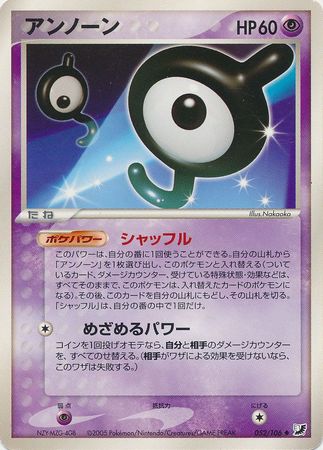 アンノーン HP60
たね
Illus.Nakaoka
ポケパワー シャッフル
このパワーは、自分の番に1回使うことができる。自分の山札から
「アンノーン」を1枚選び出し、このポケモンと入れ替える(ついて
いるカード、ダメージカウンター、受けている特殊状態・効果などは、
すべてそのままで、このポケモンは、入れ替えたカードのポケモンに
なる)。その後、このカードを自分の山札にもどし、その山札を切る。
「シャッフル」は、自分の番の中で1回だけ。
めざめるパワー
コインを1回投げオモテなら、自分と相手のダメージカウンター
を、すべてのせ替える。(相手がワザによる効果を受けないなら、
このワザは失敗する。)
弱点 抵抗力 にげる
NZY-MZG-4GB ©2005 Pokémon/Nintendo/Creatures/GAME FREAK 052/106